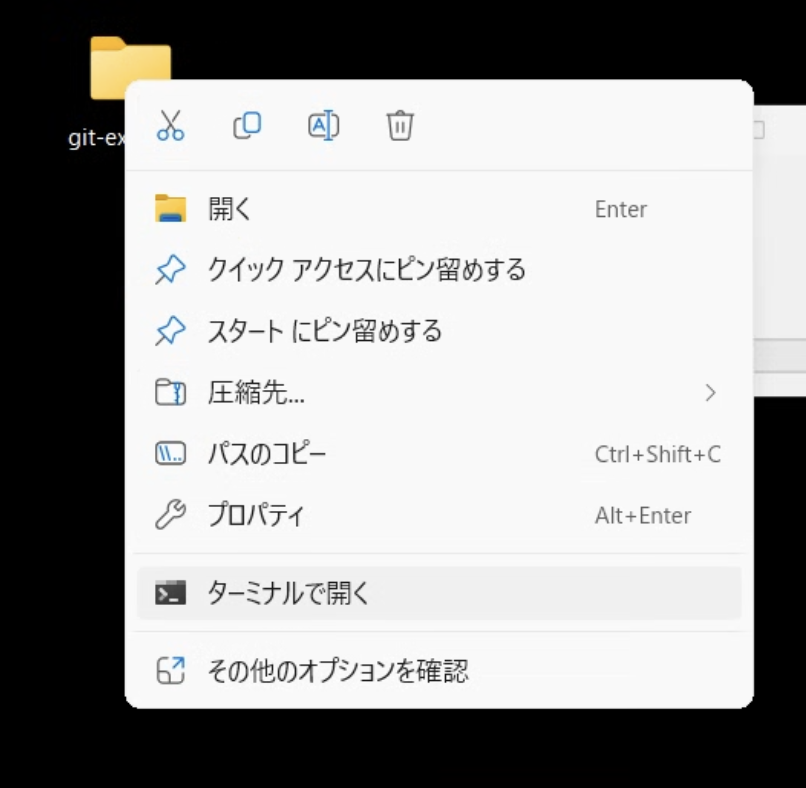 git-ex
開く Enter
クイック アクセスにピン留めする
スタート にピン留めする
圧縮先...
パスのコピー Ctrl+Shift+C
プロパティ Alt+Enter
ターミナルで開く
その他のオプションを確認